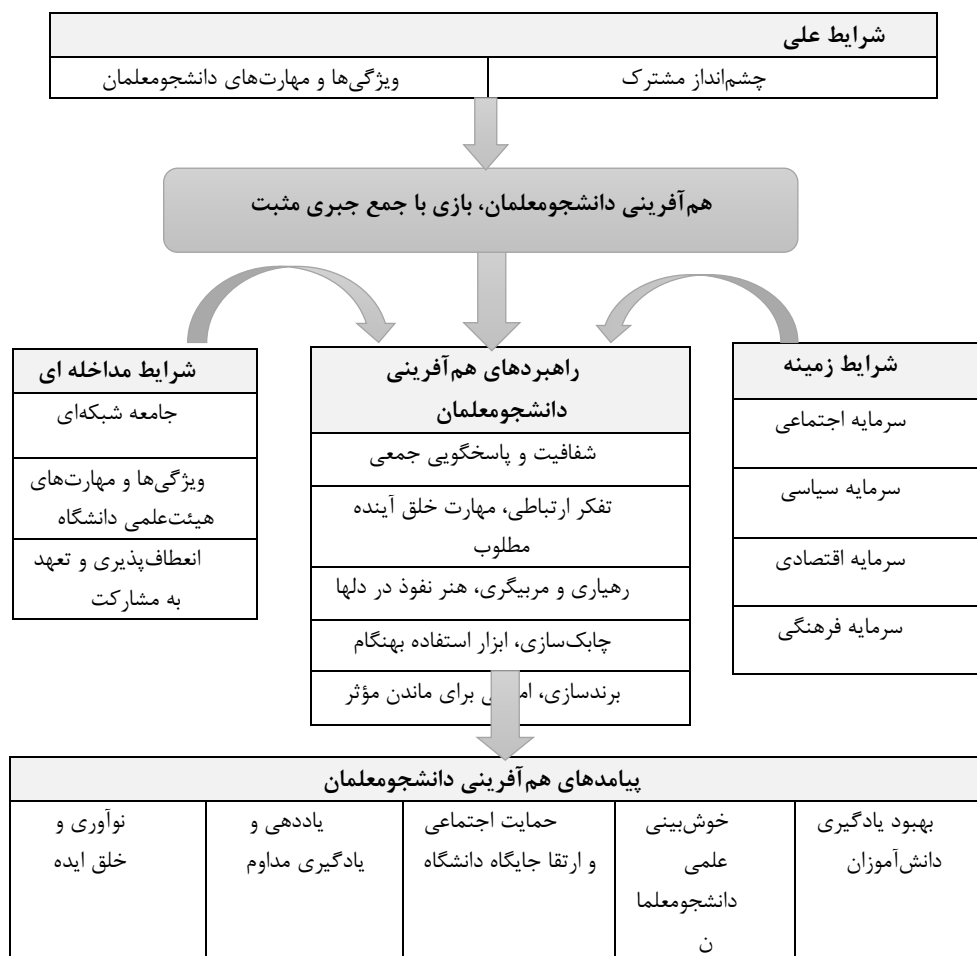 شرایط علی
چشم‌انداز مشترک
ویژگی‌ها و مهارت‌های دانشجومعلمان
هم‌آفرینی دانشجومعلمان، بازی با جمع جبری مثبت
شرایط زمینه
سرمایه اجتماعی
سرمایه سیاسی
سرمایه اقتصادی
سرمایه فرهنگی
راهبردهای هم‌آفرینی
دانشجومعلمان
شفافیت و پاسخگویی جمعی
تفکر ارتباطی، مهارت خلق آینده
مطلوب
رهیاری و مربیگری، هنر نفوذ در دلها
چابک‌سازی، ابزار استفاده بهنگام
برندسازی، برای ماندن مؤثر
شرایط مداخله ای
جامعه شبکه‌ای
ویژگی‌ها و مهارت‌های
هیئت‌علمی دانشگاه
انعطاف‌پذیری و تعهد
به مشارکت
پیامدهای هم‌آفرینی دانشجومعلمان
بهبود یادگیری
دانش‌آموزان
خوش‌بینی
علمی
دانشجومعلما
ن
حمایت اجتماعی
و ارتقا جایگاه دانشگاه
یاددهی و
یادگیری مداوم
نوآوری و
خلق ایده